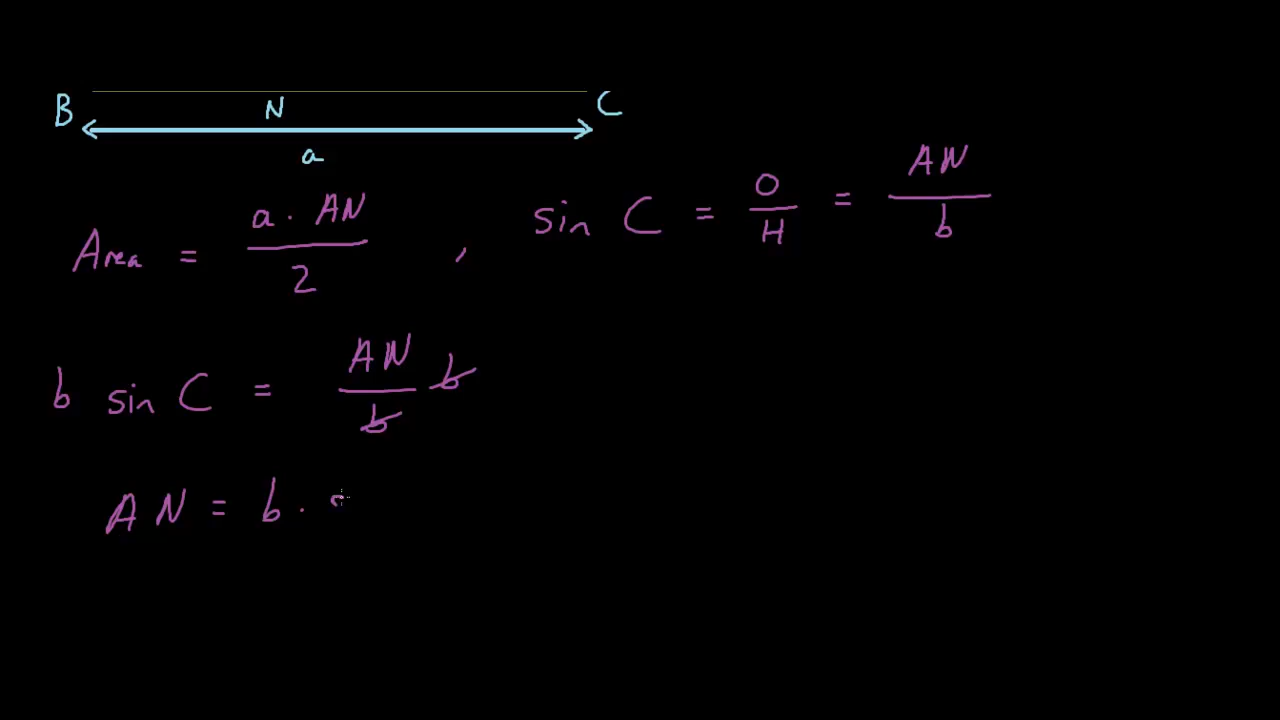 B N C
a
Area = a · AN / 2 , sin C = O / H = AN / b
b sin C = AN / b b
AN = b ·